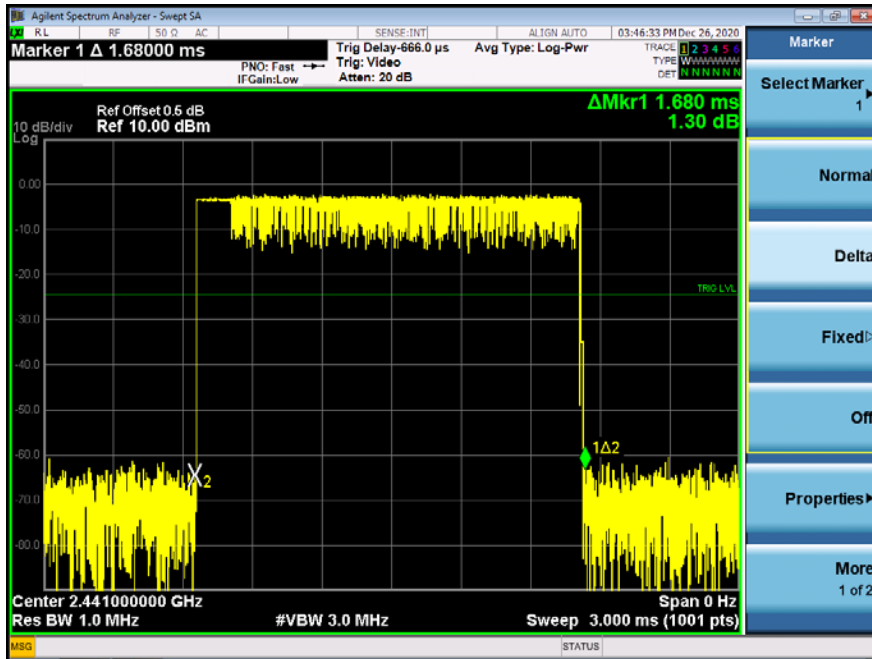 Agilent Spectrum Analyzer - Swept SA
LXI RL RF 50 Ω AC SENSE:INT ALIGN AUTO 03:46:33 PM Dec 26, 2020
Marker 1 Δ 1.68000 ms
PNO: Fast
IFGain:Low
Trig Delay-666.0 µs
Trig: Video
Atten: 20 dB
Avg Type: Log-Pwr
TRACE 1 2 3 4 5 6
TYPE WWWWWW
DET N N N N N N
Marker
Select Marker
1
Normal
Delta
Fixed
Off
Properties
More
1 of 2
ΔMkr1 1.680 ms
1.30 dB
Ref Offset 0.5 dB
10 dB/div Ref 10.00 dBm
Log
0.00
-10.0
-20.0
TRIG LVL
-30.0
-40.0
-50.0
-60.0
1Δ2
X2
-70.0
-80.0
Center 2.441000000 GHz Span 0 Hz
Res BW 1.0 MHz #VBW 3.0 MHz Sweep 3.000 ms (1001 pts)
MSG STATUS